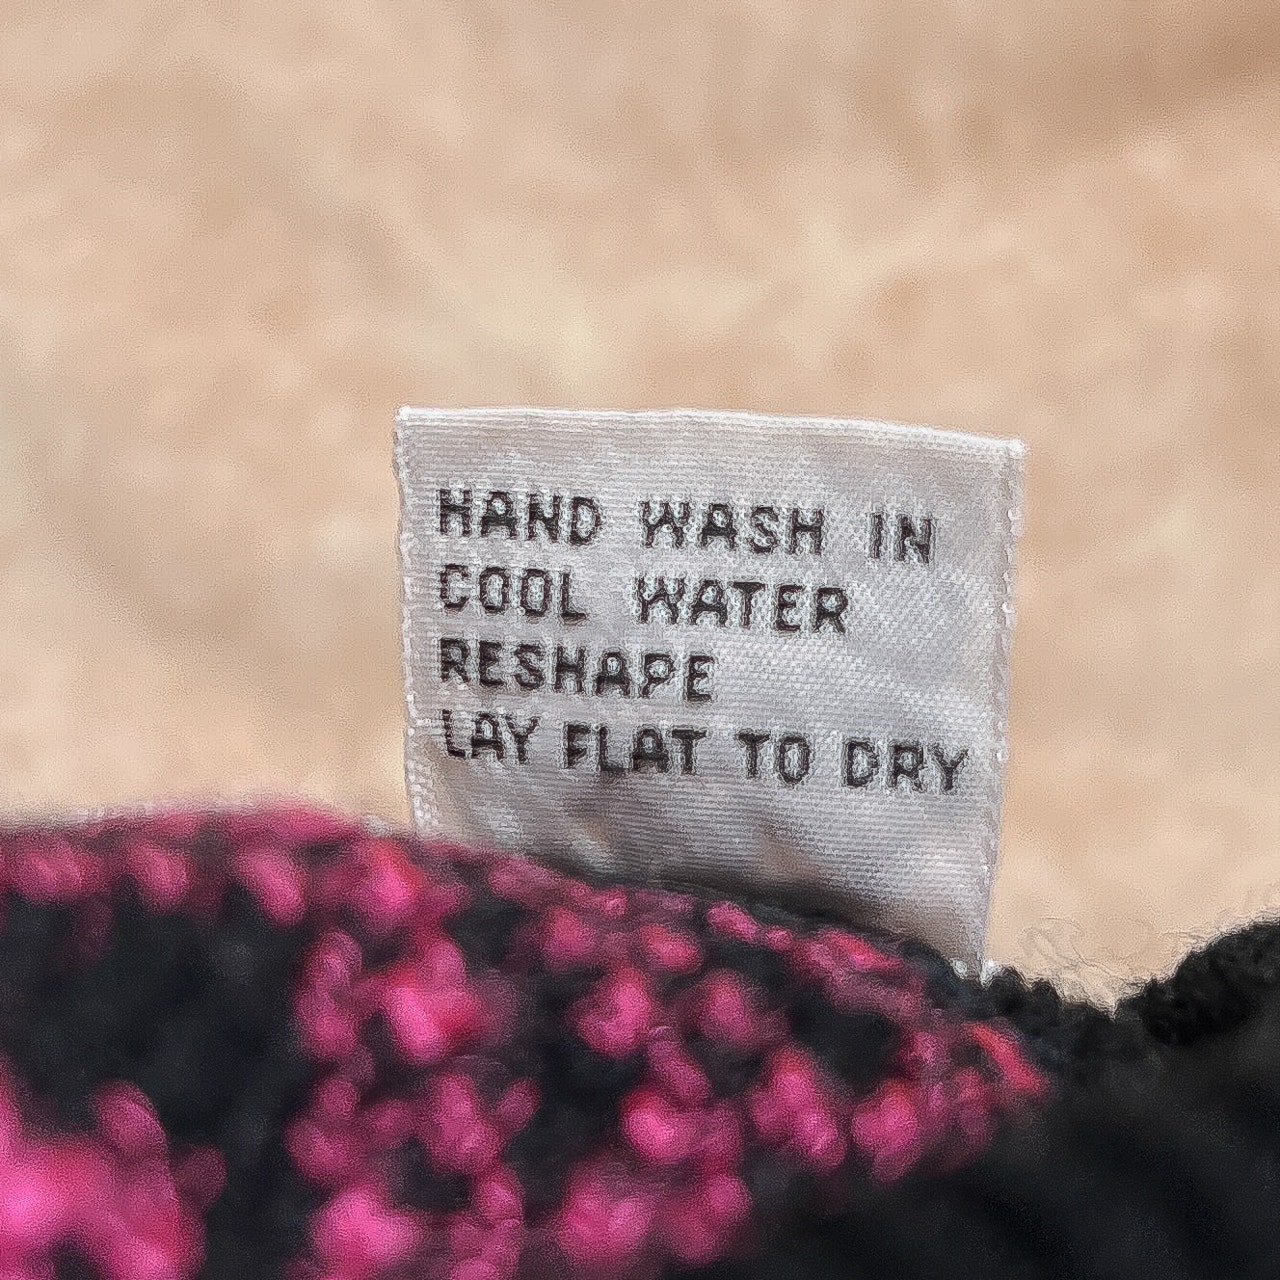 HAND WASH IN
COOL WATER
RESHAPE
LAY FLAT TO DRY